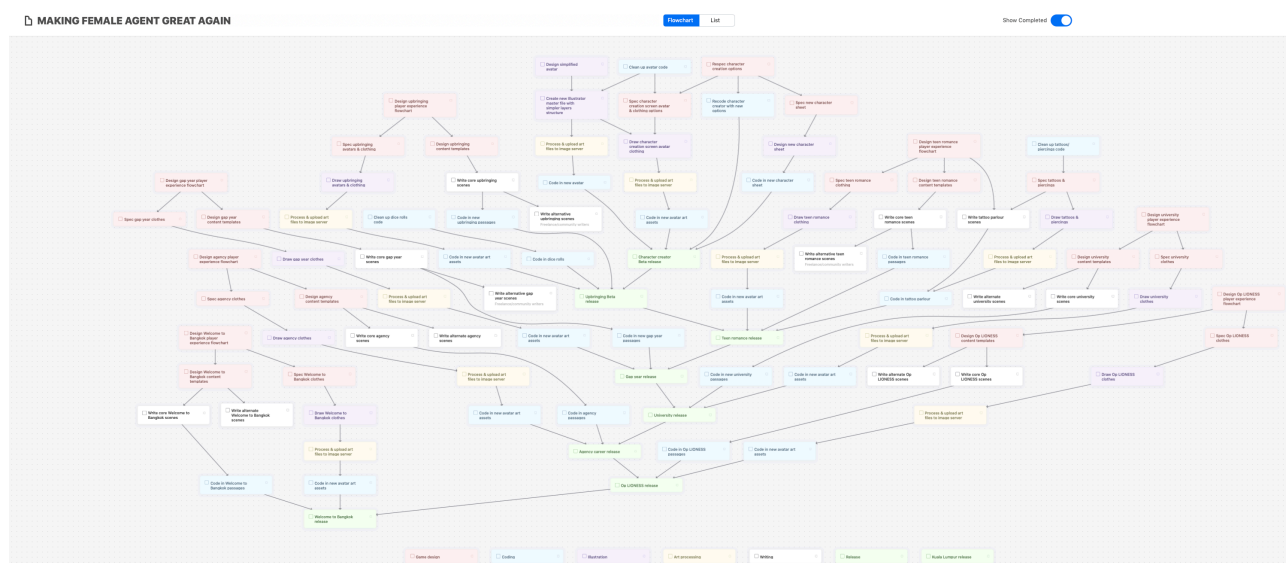 MAKING FEMALE AGENT GREAT AGAIN
Flowchart
List
Show Completed
Design simplified
avatar
Clean up avatar code
Respec character
creation options
Design upbringing
player experience
flowchart
Create new Illustrator
master file with
simpler layers
structure
Spec character
creation screen avatar
& clothing options
Recode character
creator with new
options
Spec new character
sheet
Spec upbringing
avatars & clothing
Design upbringing
content templates
Process & upload art
files to image server
Draw character
creation screen avatar
clothing
Design new character
sheet
Design teen romance
player experience
flowchart
Clean up tattoos/
piercings code
Design gap year player
experience flowchart
Draw upbringing
avatars & clothing
Write core upbringing
scenes
Code in new avatar
Process & upload art
files to image server
Code in new character
sheet
Spec teen romance
clothing
Design teen romance
content templates
Spec tattoos &
piercings
Spec gap year clothes
Design gap year
content templates
Process & upload art
files to image server
Clean up dice rolls
code
Code in new
upbringing passages
Write alternative
upbringing scenes
Freelance/community writers
Code in new avatar art
assets
Draw teen romance
clothing
Write core teen
romance scenes
Write tattoo parlour
scenes
Draw tattoos &
piercings
Design university
player experience
flowchart
Design agency player
experience flowchart
Draw gap year clothes
Write core gap year
scenes
Code in new avatar art
assets
Code in dice rolls
Character creator
Beta release
Process & upload art
files to image server
Write alternative teen
romance scenes
Freelance/community writers
Code in teen romance
passages
Process & upload art
files to image server
Design university
content templates
Spec university
clothes
Spec agency clothes
Design agency
content templates
Process & upload art
files to image server
Write alternative gap
year scenes
Freelance/community writers
Upbringing Beta
release
Code in new avatar art
assets
Code in tattoo parlour
Write alternate
university scenes
Write core university
scenes
Draw university
clothes
Design Op LIONESS
player experience
flowchart
Design Welcome to
Bangkok player
experience flowchart
Draw agency clothes
Write core agency
scenes
Write alternate agency
scenes
Code in new avatar art
assets
Code in new gap year
passages
Teen romance release
Process & upload art
files to image server
Design Op LIONESS
content templates
Spec Op LIONESS
clothes
Design Welcome to
Bangkok content
templates
Spec Welcome to
Bangkok clothes
Process & upload art
files to image server
Gap year release
Code in new university
passages
Code in new avatar art
assets
Write alternate Op
LIONESS scenes
Write core Op
LIONESS scenes
Draw Op LIONESS
clothes
Write core Welcome to
Bangkok scenes
Write alternate
Welcome to Bangkok
scenes
Draw Welcome to
Bangkok clothes
Code in new avatar art
assets
Code in agency
passages
University release
Process & upload art
files to image server
Process & upload art
files to image server
Agency career release
Code in Op LIONESS
passages
Code in new avatar art
assets
Code in Welcome to
Bangkok passages
Code in new avatar art
assets
Op LIONESS release
Welcome to Bangkok
release
Game design
Coding
Illustration
Art processing
Writing
Release
Kuala Lumpur release